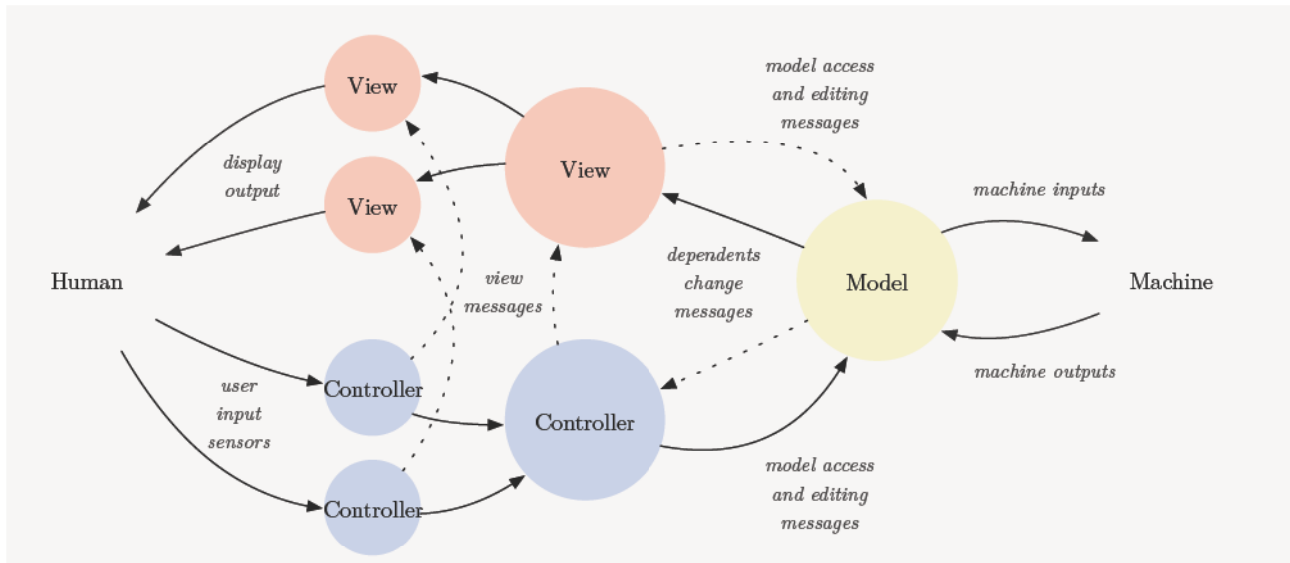 View
model access
and editing
messages
display
output
View
View
machine inputs
Human
view
messages
dependents
change
messages
Model
Machine
user
input
sensors
Controller
Controller
machine outputs
model access
and editing
messages
Controller